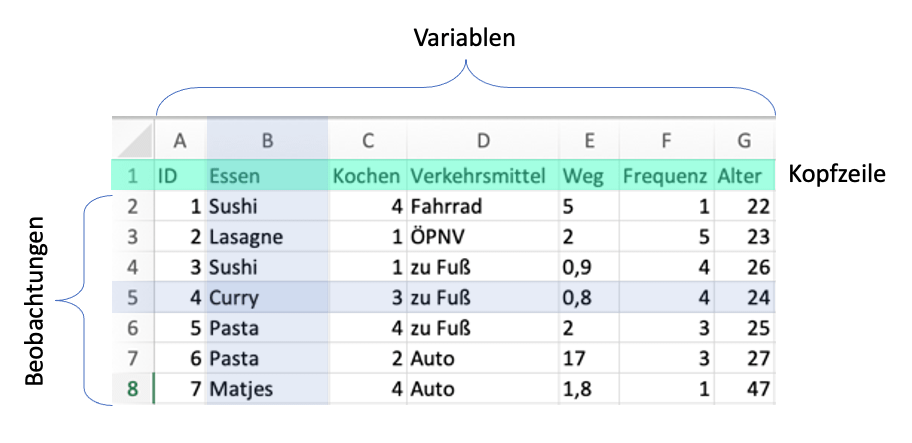 Variablen
A B C D E F G
1 ID Essen Kochen Verkehrsmittel Weg Frequenz Alter Kopfzeile
2 1 Sushi 4 Fahrrad 5 1 22
3 2 Lasagne 1 ÖPNV 2 5 23
4 3 Sushi 1 zu Fuß 0,9 4 26
5 4 Curry 3 zu Fuß 0,8 4 24
6 5 Pasta 4 zu Fuß 2 3 25
7 6 Pasta 2 Auto 17 3 27
8 7 Matjes 4 Auto 1,8 1 47
Beobachtungen